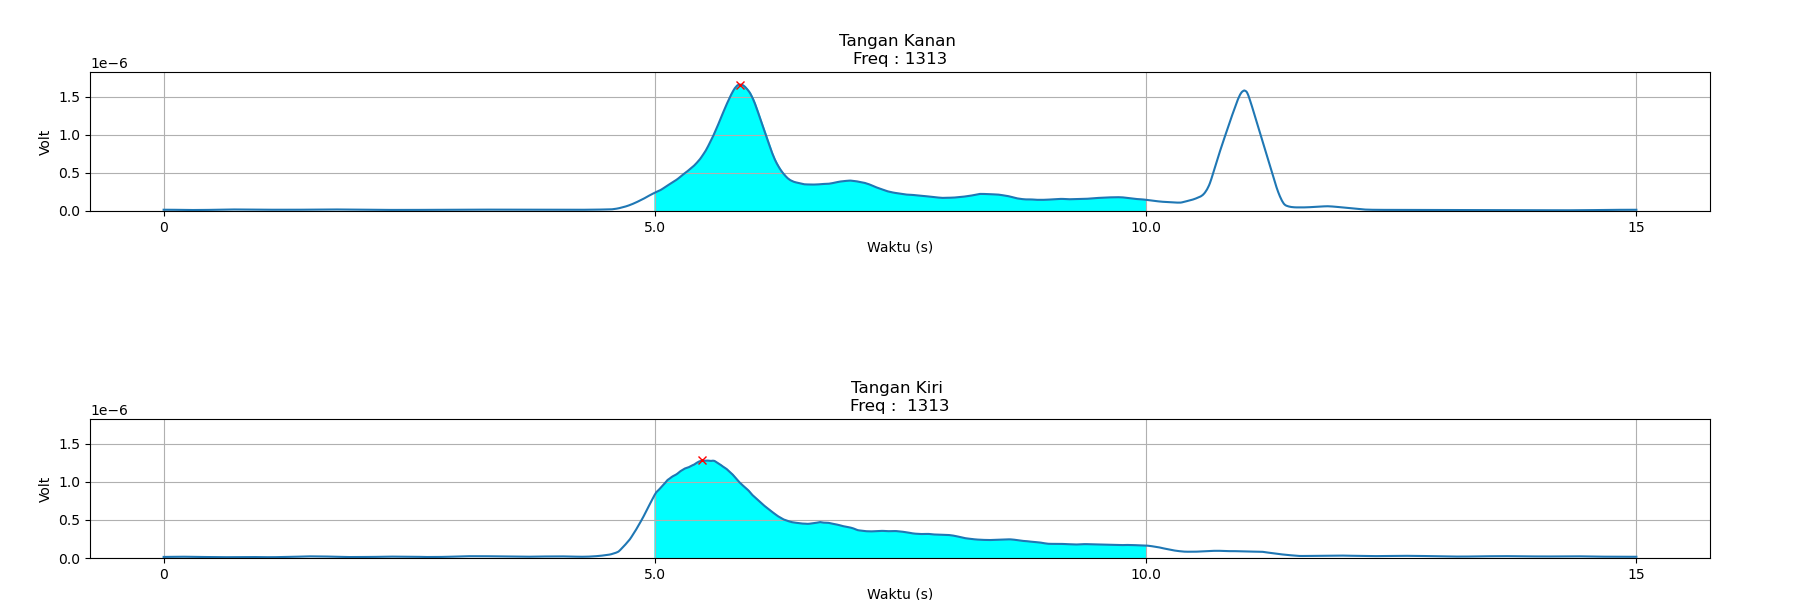 Tangan Kanan
Freq : 1313
1e−6
1.5
1.0
0.5
0.0
Volt
0 5.0 10.0 15
Waktu (s)
Tangan Kiri
Freq :  1313
1e−6
1.5
1.0
0.5
0.0
Volt
0 5.0 10.0 15
Waktu (s)